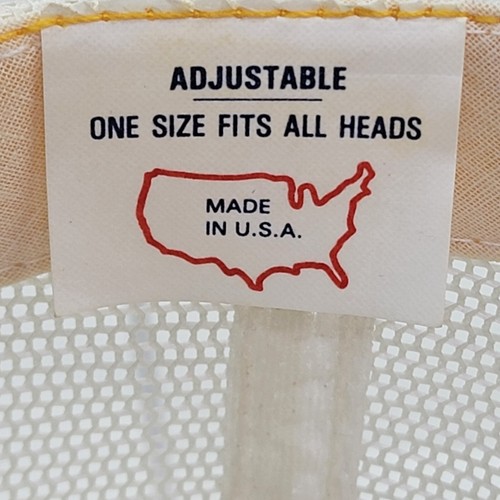 ADJUSTABLE
ONE SIZE FITS ALL HEADS
MADE
IN U.S.A.